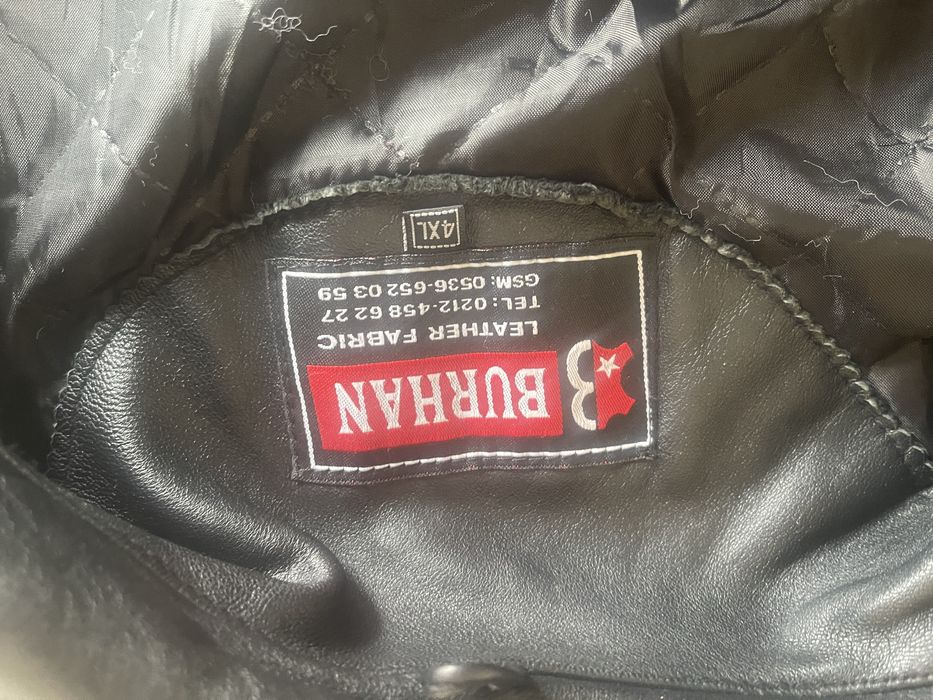 BURHAN
LEATHER FABRIC
TEL: 0212-458 62 27
GSM: 0536-652 03 59
4XL